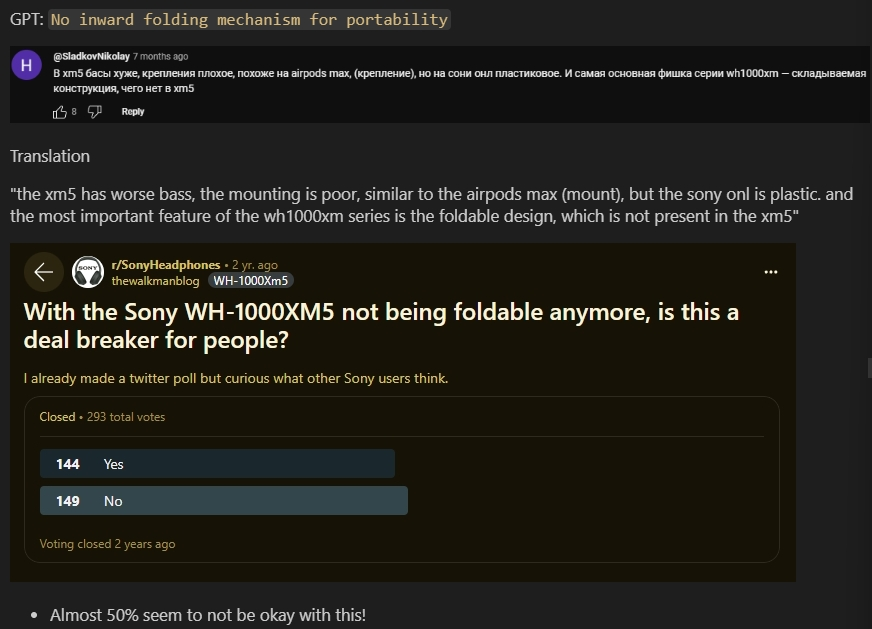 GPT: No inward folding mechanism for portability
H
@SladkovNikolay 7 months ago
В xm5 басы хуже, крепления плохое, похоже на airpods max, (крепление), но на сони онл пластиковое. И самая основная фишка серии wh1000xm — складываемая
конструкция, чего нет в xm5
8 Reply
Translation
"the xm5 has worse bass, the mounting is poor, similar to the airpods max (mount), but the sony onl is plastic. and
the most important feature of the wh1000xm series is the foldable design, which is not present in the xm5"
SONY
r/SonyHeadphones • 2 yr. ago
thewalkmanblog WH-1000Xm5
With the Sony WH-1000XM5 not being foldable anymore, is this a
deal breaker for people?
I already made a twitter poll but curious what other Sony users think.
Closed • 293 total votes
144 Yes
149 No
Voting closed 2 years ago
• Almost 50% seem to not be okay with this!